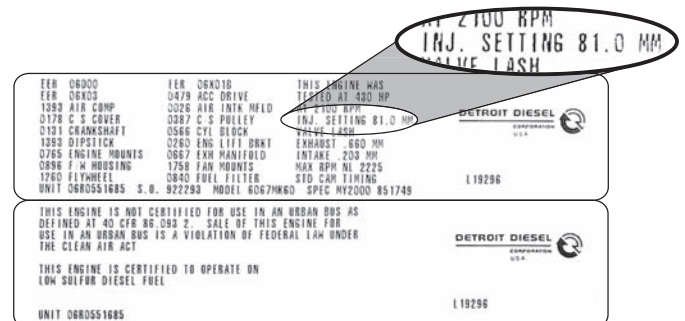 AT 2100 RPM
INJ. SETTING 81.0 MM
VALVE LASH
EER 06D00 EER 06X01B THIS ENGINE WAS
EER 06X03 0479 ACC DRIVE TESTED AT 430 HP
1393 AIR COMP 0026 AIR INTK MFLD AT 2100 RPM
0178 C S COVER 0387 C S PULLEY INJ. SETTING 81.0 MM
0131 CRANKSHAFT 0566 CYL BLOCK VALVE LASH
1393 DIPSTICK 0260 ENG LIFT BRKT EXHAUST .660 MM
0765 ENGINE MOUNTS 0667 EXH MANIFOLD INTAKE .203 MM
0896 F W HOUSING 1758 FAN MOUNTS MAX RPM NL 2225
1260 FLYWHEEL 0840 FUEL FILTER STD CAM TIMING
UNIT 06R0551685 S.O. 922293 MODEL 6067MK60 SPEC MY2000 851749
DETROIT DIESEL
CORPORATION
USA
L19296
THIS ENGINE IS NOT CERTIFIED FOR USE IN AN URBAN BUS AS
DEFINED AT 40 CFR 86.093 2. SALE OF THIS ENGINE FOR
USE IN AN URBAN BUS IS A VIOLATION OF FEDERAL LAW UNDER
THE CLEAN AIR ACT
THIS ENGINE IS CERTIFIED TO OPERATE ON
LOW SULFUR DIESEL FUEL
UNIT 06R0551685
DETROIT DIESEL
CORPORATION
USA
L19296